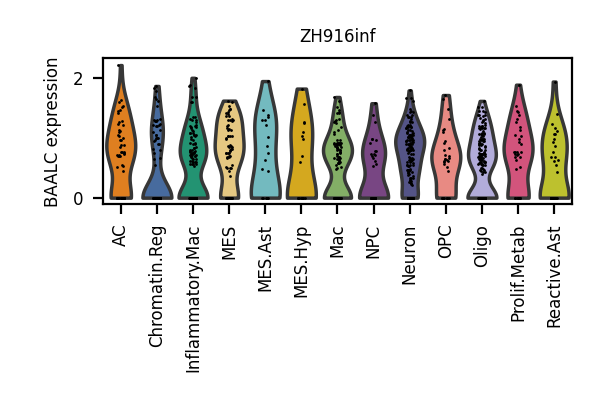 ZH916inf
BAALC expression
2
0
AC
Chromatin.Reg
Inflammatory.Mac
MES
MES.Ast
MES.Hyp
Mac
NPC
Neuron
OPC
Oligo
Prolif.Metab
Reactive.Ast